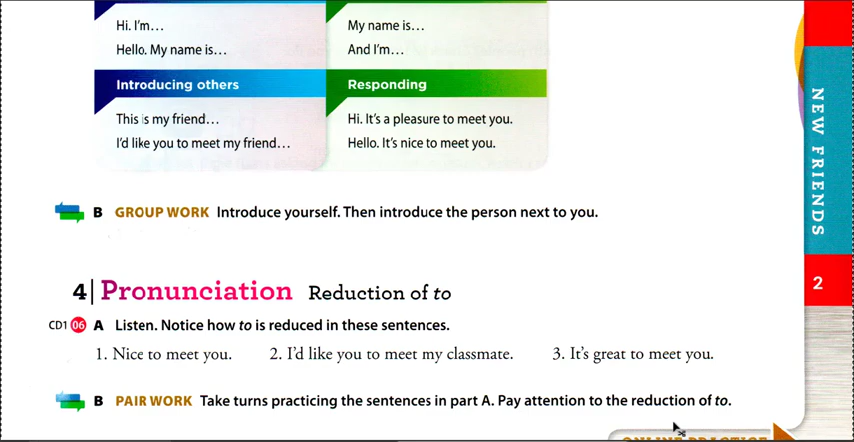 Hi. I'm... My name is...
Hello. My name is... And I'm...
Introducing others Responding
This is my friend... Hi. It's a pleasure to meet you.
I'd like you to meet my friend... Hello. It's nice to meet you.
B GROUP WORK Introduce yourself. Then introduce the person next to you.
4 Pronunciation Reduction of to
CD1 06 A Listen. Notice how to is reduced in these sentences.
1. Nice to meet you. 2. I'd like you to meet my classmate. 3. It's great to meet you.
B PAIR WORK Take turns practicing the sentences in part A. Pay attention to the reduction of to.
ONLINE PRACTICE
NEW FRIENDS
2